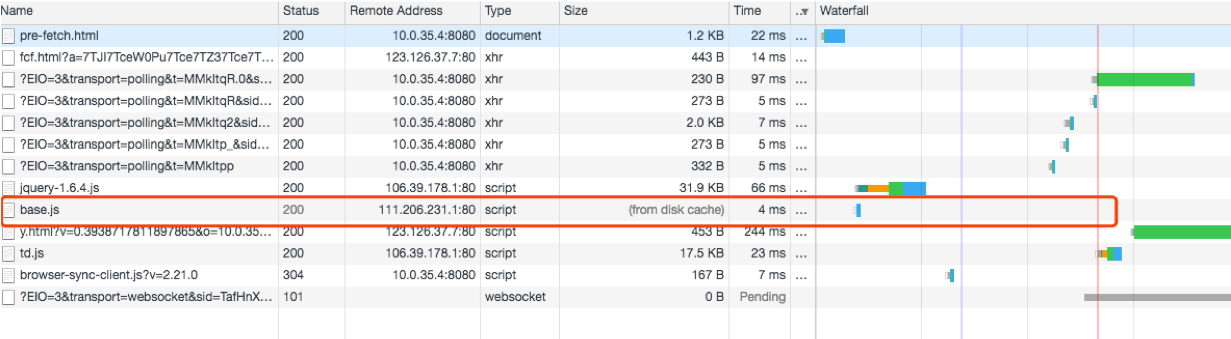 Name Status Remote Address Type Size Time ... Waterfall
pre-fetch.html 200 10.0.35.4:8080 document 1.2 KB 22 ms ...
fcf.html?a=7TJI7TceW0Pu7Tce7TZ37Tce7T... 200 123.126.37.7:80 xhr 443 B 14 ms ...
?EIO=3&transport=polling&t=MMkItqR.0&s... 200 10.0.35.4:8080 xhr 230 B 97 ms ...
?EIO=3&transport=polling&t=MMkItqR&sid... 200 10.0.35.4:8080 xhr 273 B 5 ms ...
?EIO=3&transport=polling&t=MMkItq2&sid... 200 10.0.35.4:8080 xhr 2.0 KB 7 ms ...
?EIO=3&transport=polling&t=MMkItp_&sid... 200 10.0.35.4:8080 xhr 273 B 5 ms ...
?EIO=3&transport=polling&t=MMkItpp 200 10.0.35.4:8080 xhr 332 B 5 ms ...
jquery-1.6.4.js 200 106.39.178.1:80 script 31.9 KB 66 ms ...
base.js 200 111.206.231.1:80 script (from disk cache) 4 ms ...
y.html?v=0.3938717811897865&o=10.0.35... 200 123.126.37.7:80 script 453 B 244 ms ...
td.js 200 106.39.178.1:80 script 17.5 KB 23 ms ...
browser-sync-client.js?v=2.21.0 304 10.0.35.4:8080 script 167 B 7 ms ...
?EIO=3&transport=websocket&sid=TafHnX... 101 websocket 0 B Pending